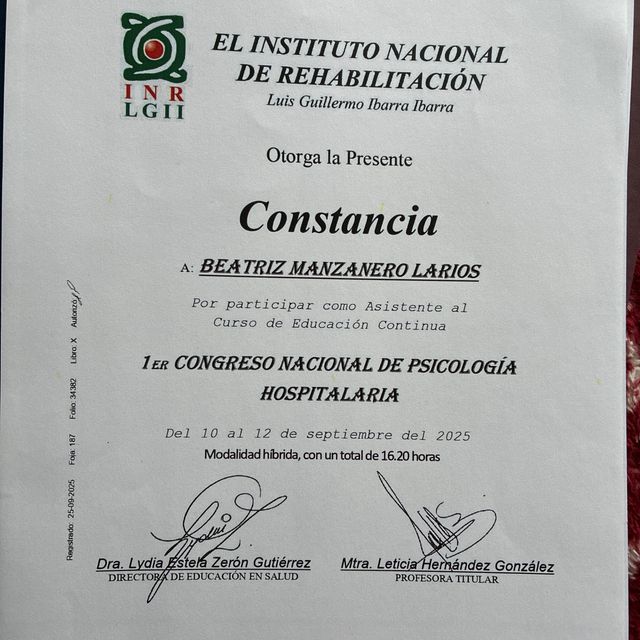 INR
LGII
EL INSTITUTO NACIONAL
DE REHABILITACIÓN
Luis Guillermo Ibarra Ibarra
Otorga la Presente
Constancia
A: BEATRIZ MANZANERO LARIOS
Por participar como Asistente al
Curso de Educación Continua
1ER CONGRESO NACIONAL DE PSICOLOGÍA
HOSPITALARIA
Del 10 al 12 de septiembre del 2025
Modalidad híbrida, con un total de 16.20 horas
Registrado: 25-09-2025 Foja: 187 Folio: 34382 Libro: X Autorizó
Dra. Lydia Estela Zerón Gutiérrez
DIRECTORA DE EDUCACIÓN EN SALUD
Mtra. Leticia Hernández González
PROFESORA TITULAR